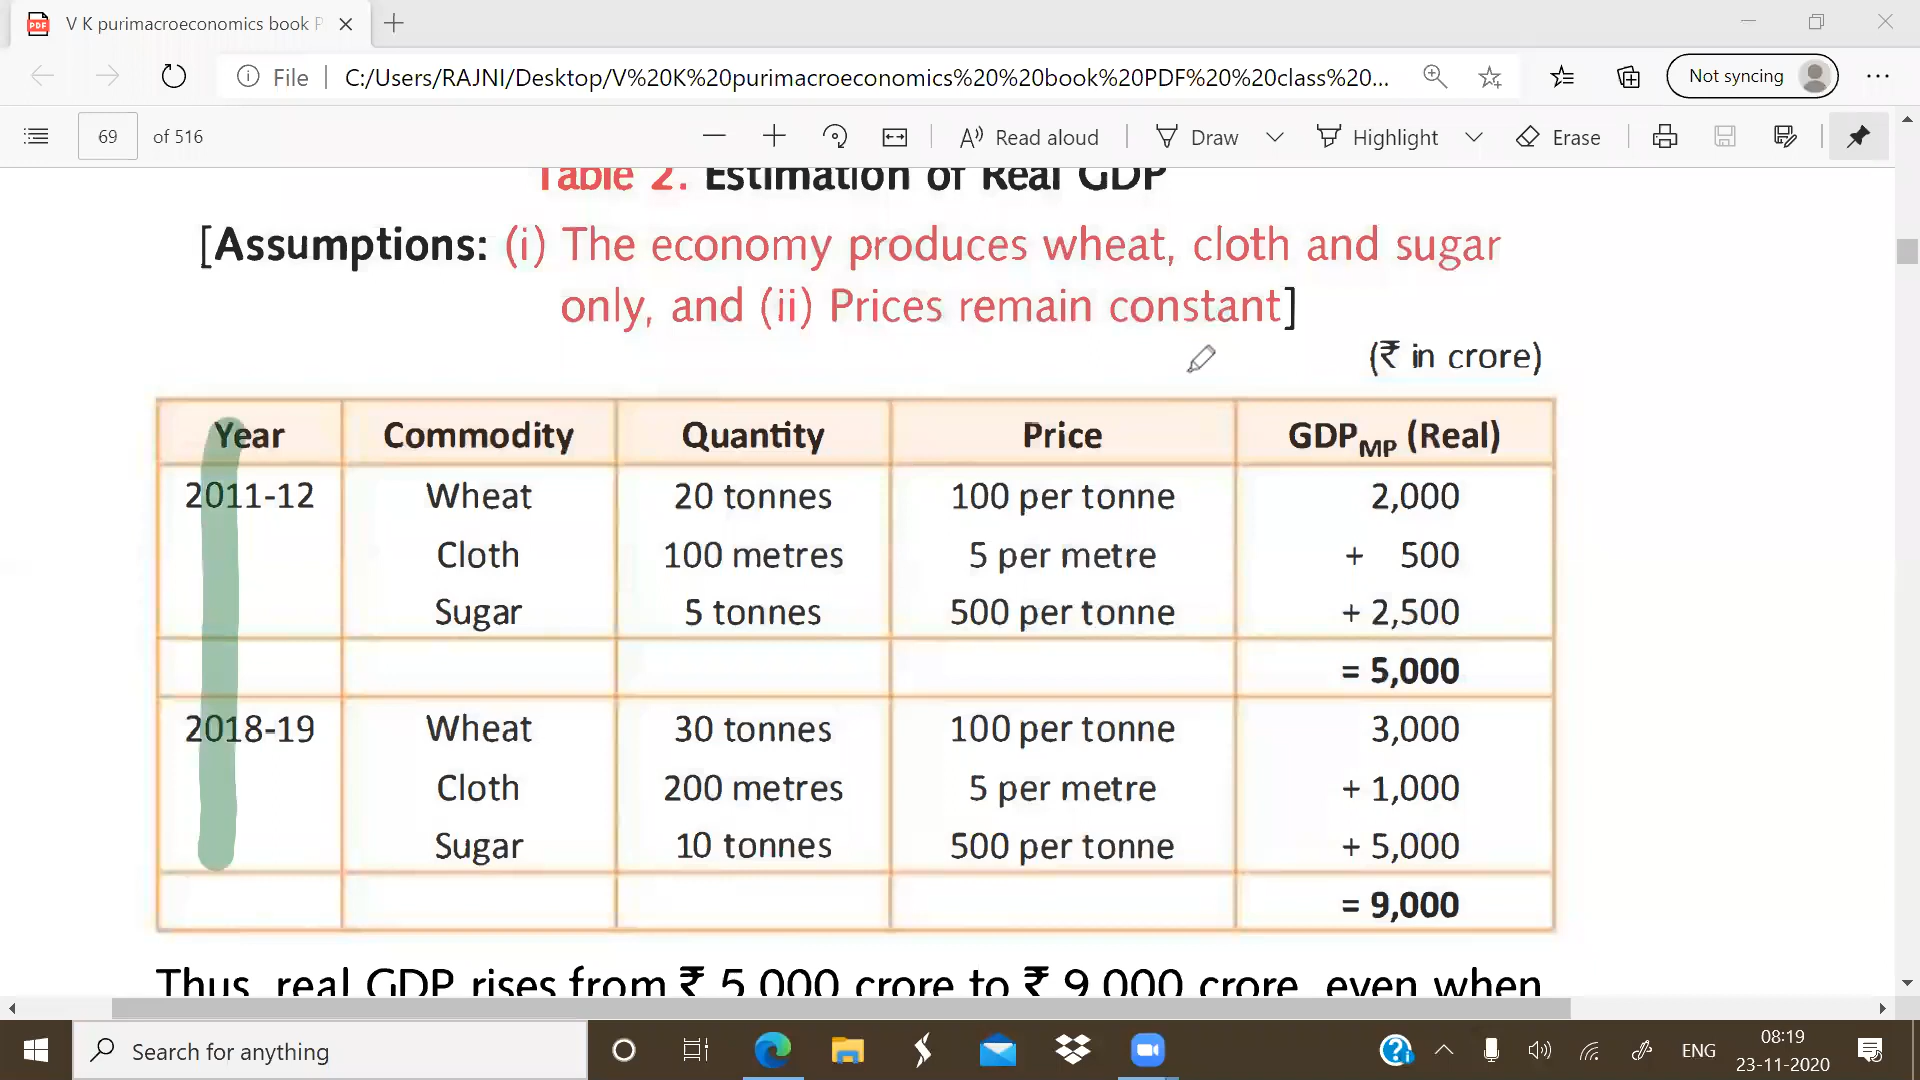 V K purimacroeconomics book P
File
C:/Users/RAJNI/Desktop/V%20K%20purimacroeconomics%20%20book%20PDF%20%20class%20...
Not syncing
69 of 516
Read aloud
Draw
Highlight
Erase
Table 2. Estimation of Real GDP
[Assumptions: (i) The economy produces wheat, cloth and sugar
only, and (ii) Prices remain constant]
(₹ in crore)
Year Commodity Quantity Price GDPMP (Real)
2011-12 Wheat 20 tonnes 100 per tonne 2,000
Cloth 100 metres 5 per metre + 500
Sugar 5 tonnes 500 per tonne + 2,500
= 5,000
2018-19 Wheat 30 tonnes 100 per tonne 3,000
Cloth 200 metres 5 per metre + 1,000
Sugar 10 tonnes 500 per tonne + 5,000
= 9,000
Thus, real GDP rises from ₹ 5,000 crore to ₹ 9,000 crore, even when
Search for anything
ENG
08:19
23-11-2020